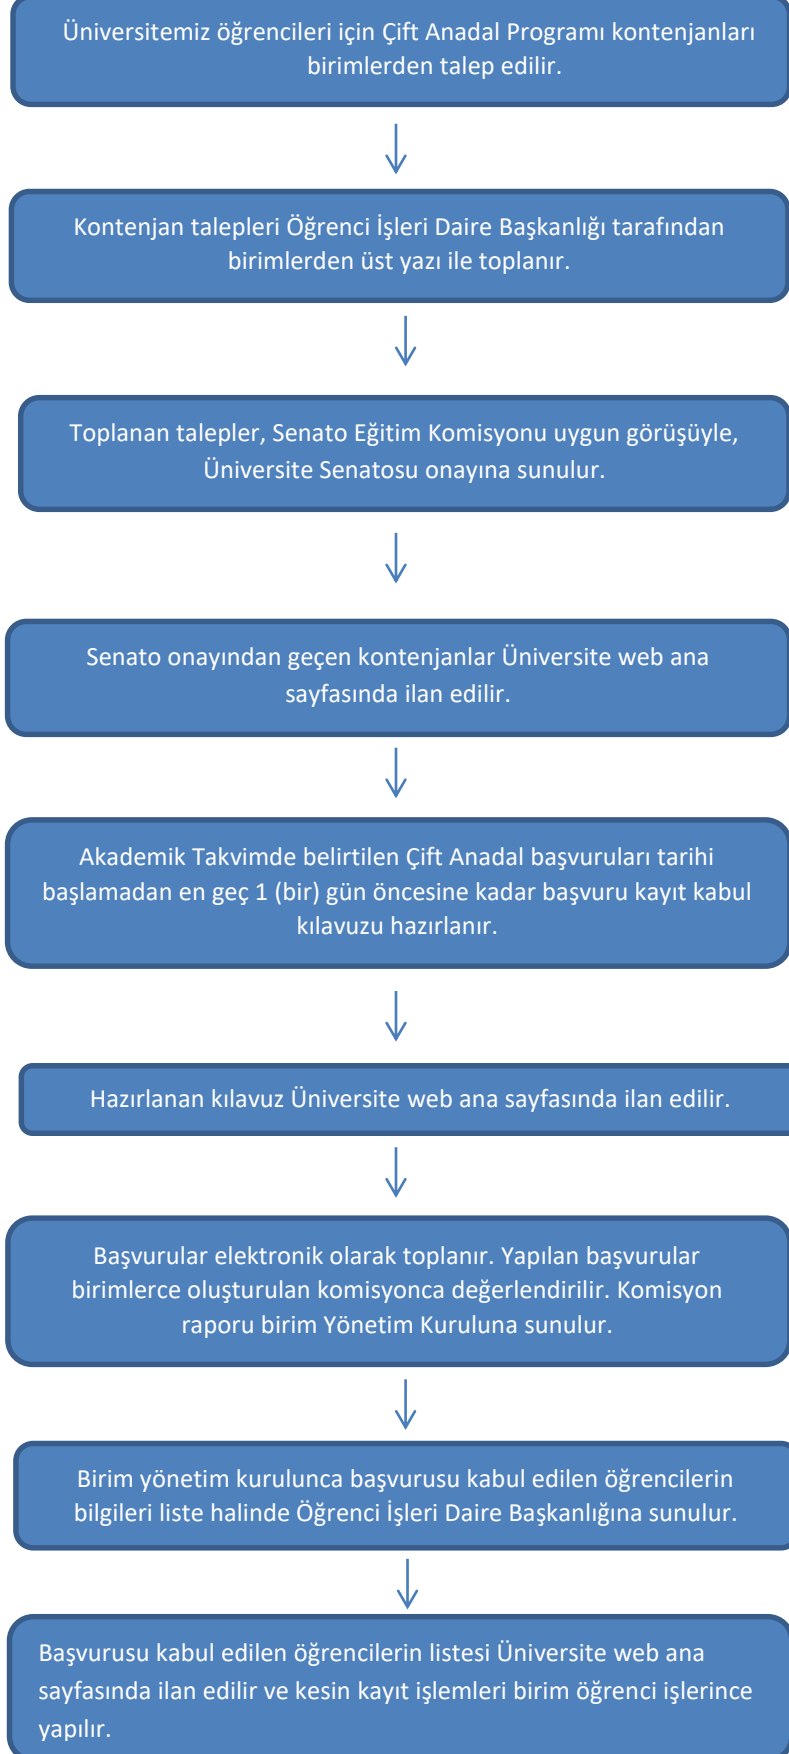 Üniversitemiz öğrencileri için Çift Anadal Programı kontenjanları
birimlerden talep edilir.
Kontenjan talepleri Öğrenci İşleri Daire Başkanlığı tarafından
birimlerden üst yazı ile toplanır.
Toplanan talepler, Senato Eğitim Komisyonu uygun görüşüyle,
Üniversite Senatosu onayına sunulur.
Senato onayından geçen kontenjanlar Üniversite web ana
sayfasında ilan edilir.
Akademik Takvimde belirtilen Çift Anadal başvuruları tarihi
başlamadan en geç 1 (bir) gün öncesine kadar başvuru kayıt kabul
kılavuzu hazırlanır.
Hazırlanan kılavuz Üniversite web ana sayfasında ilan edilir.
Başvurular elektronik olarak toplanır. Yapılan başvurular
birimlerce oluşturulan komisyonca değerlendirilir. Komisyon
raporu birim Yönetim Kuruluna sunulur.
Birim yönetim kurulunca başvurusu kabul edilen öğrencilerin
bilgileri liste halinde Öğrenci İşleri Daire Başkanlığına sunulur.
Başvurusu kabul edilen öğrencilerin listesi Üniversite web ana
sayfasında ilan edilir ve kesin kayıt işlemleri birim öğrenci işlerince
yapılır.